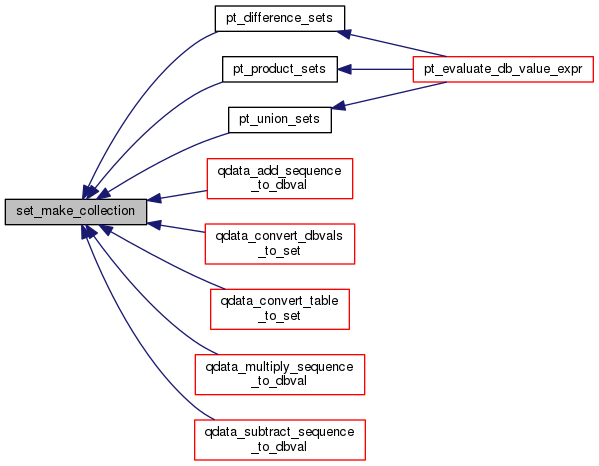 pt_difference_sets
pt_product_sets
pt_evaluate_db_value_expr
pt_union_sets
qdata_add_sequence
_to_dbval
set_make_collection
qdata_convert_dbvals
_to_set
qdata_convert_table
_to_set
qdata_multiply_sequence
_to_dbval
qdata_subtract_sequence
_to_dbval